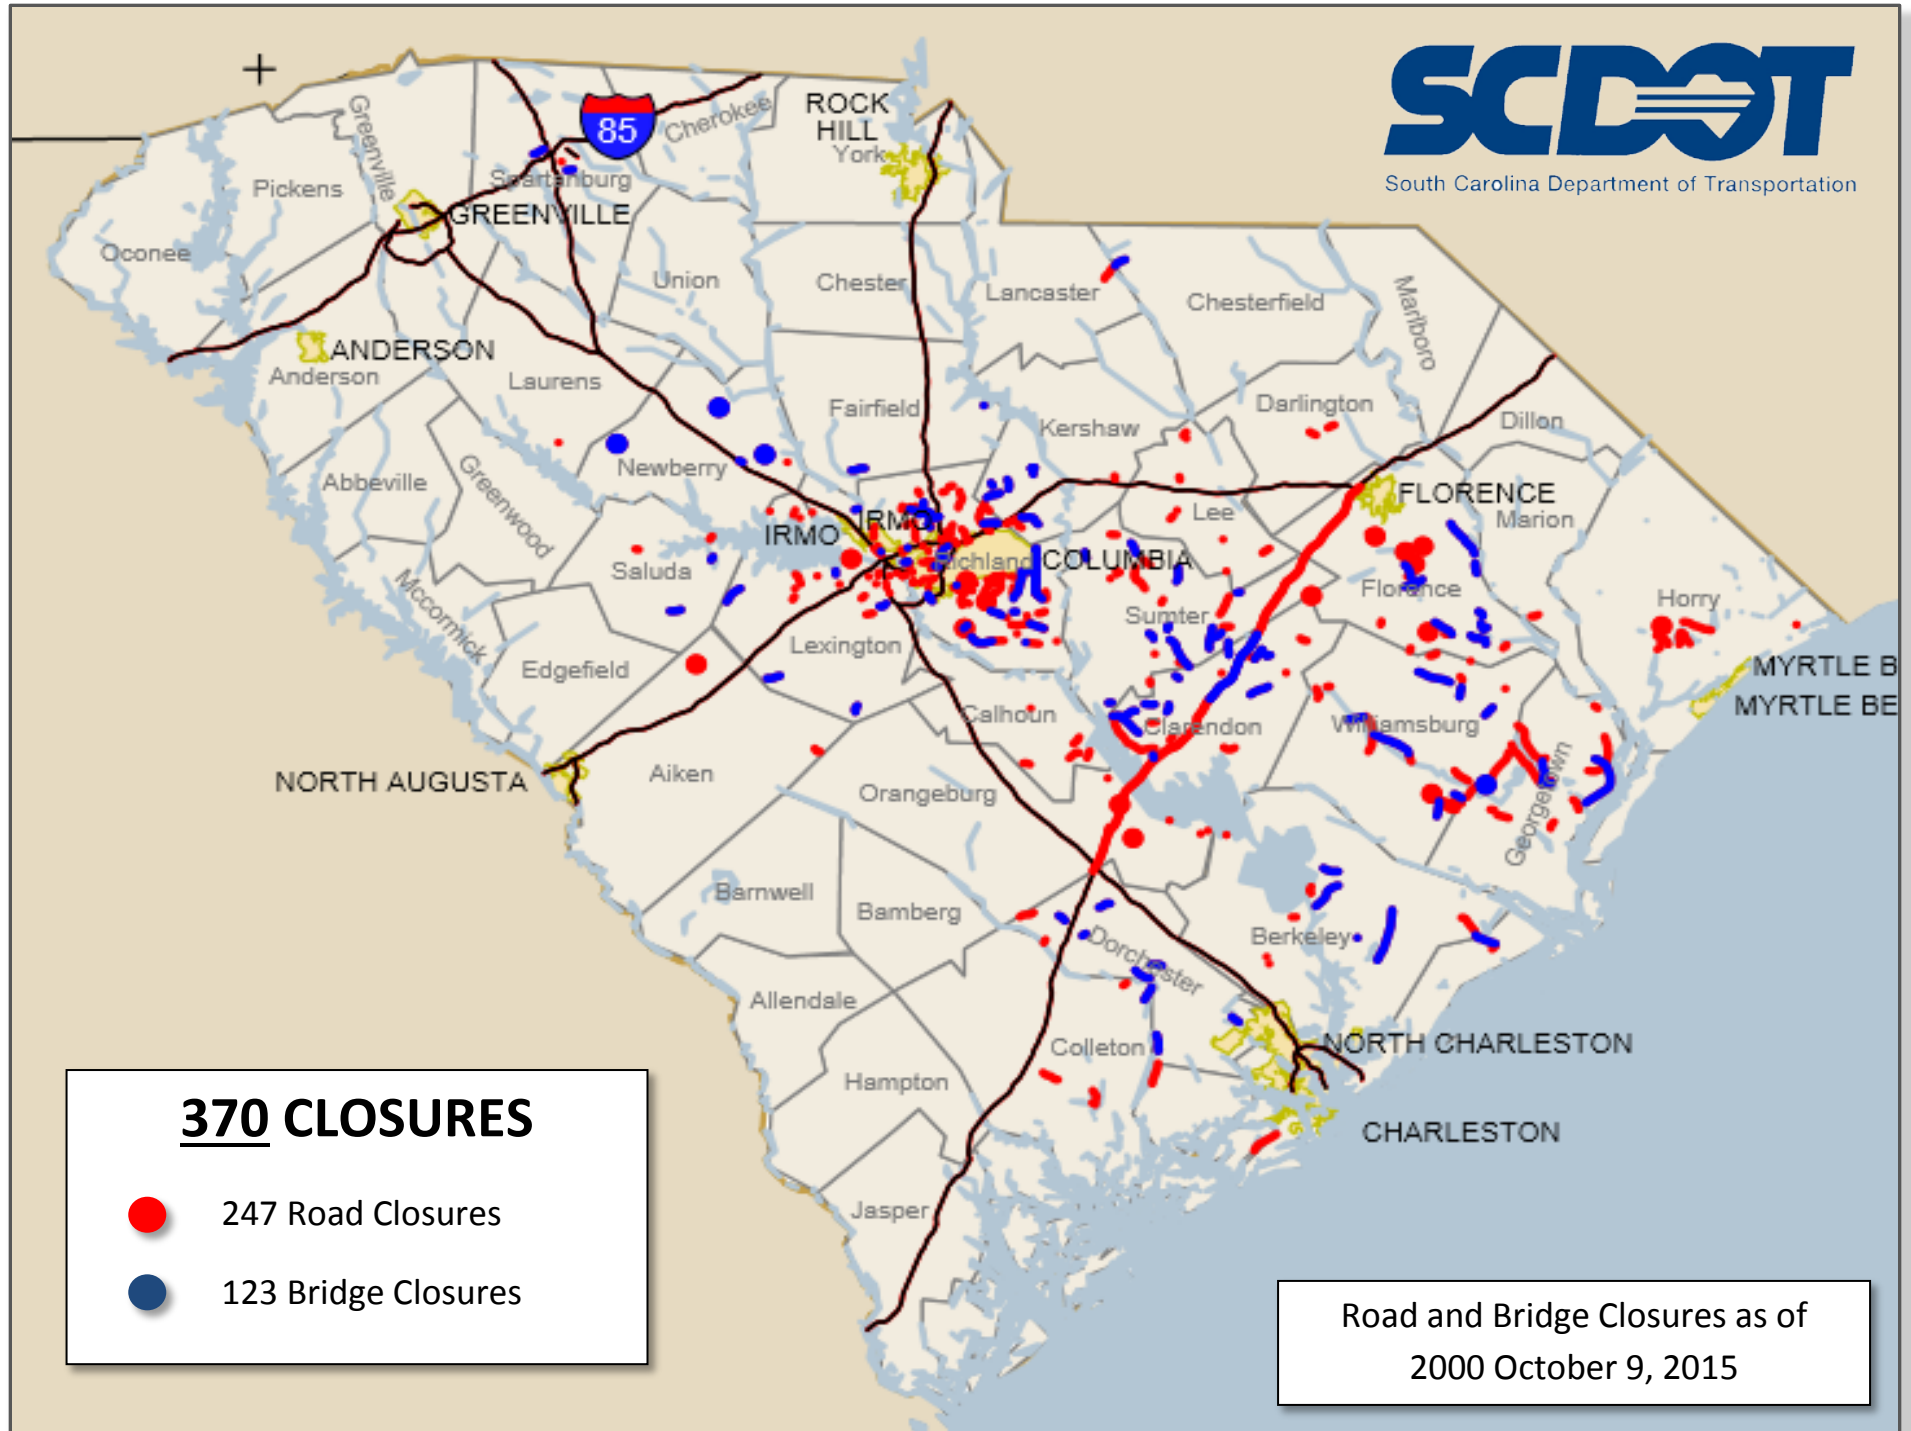 SCDOT
South Carolina Department of Transportation
85
Cherokee
ROCK
HILL
York
Greenville
Pickens
Spartanburg
GREENVILLE
Oconee
Union
Chester
Lancaster
Chesterfield
Marlboro
ANDERSON
Anderson
Laurens
Fairfield
Kershaw
Darlington
Dillon
Newberry
Abbeville
Greenwood
FLORENCE
Marion
Lee
IRMO
IRMO
Richland
COLUMBIA
Saluda
Mccormick
Florence
Horry
Sumter
Lexington
Edgefield
MYRTLE B
MYRTLE BE
Calhoun
Clarendon
Williamsburg
NORTH AUGUSTA
Aiken
Orangeburg
Georgetown
Barnwell
Bamberg
Berkeley
Dorchester
Allendale
Colleton
NORTH CHARLESTON
Hampton
CHARLESTON
Jasper
370 CLOSURES
247 Road Closures
123 Bridge Closures
Road and Bridge Closures as of
2000 October 9, 2015